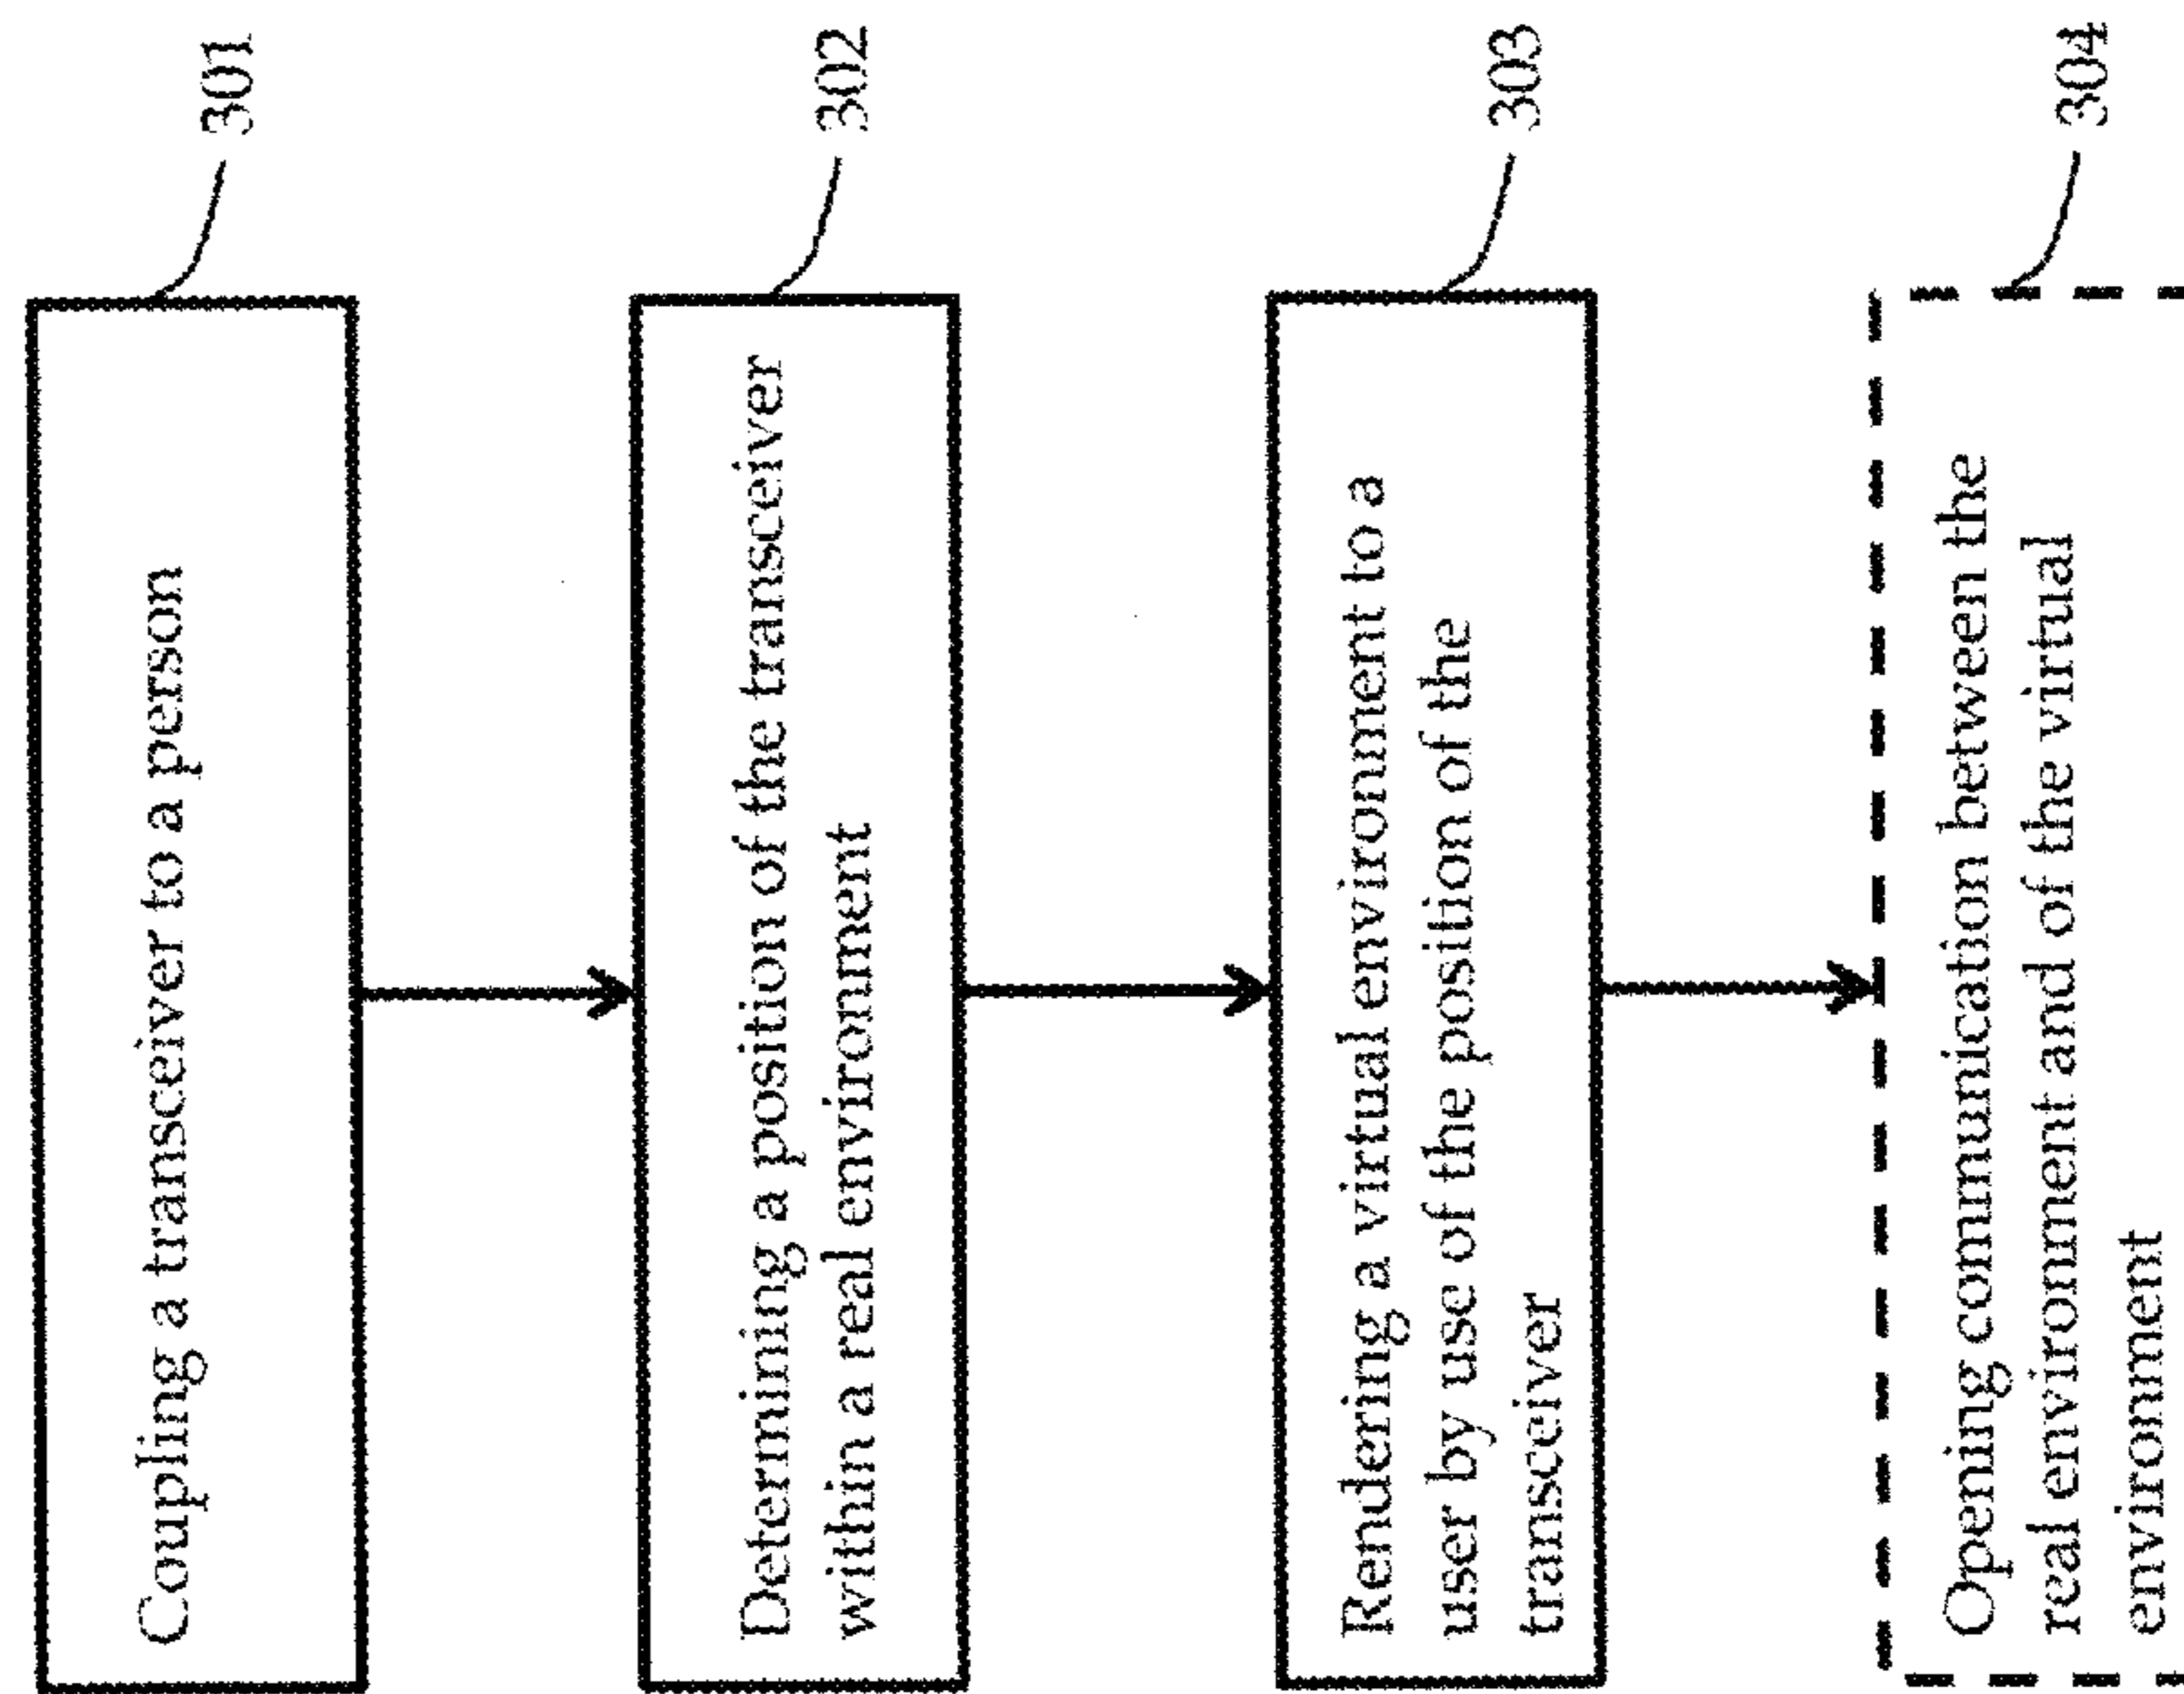 Coupling a transceiver to a person
301
Determining a position of the transceiver
within a real environment
302
Rendering a virtual environment to a
user by use of the position of the
transceiver
303
Opening communication between the
real environment and of the virtual
environment
304